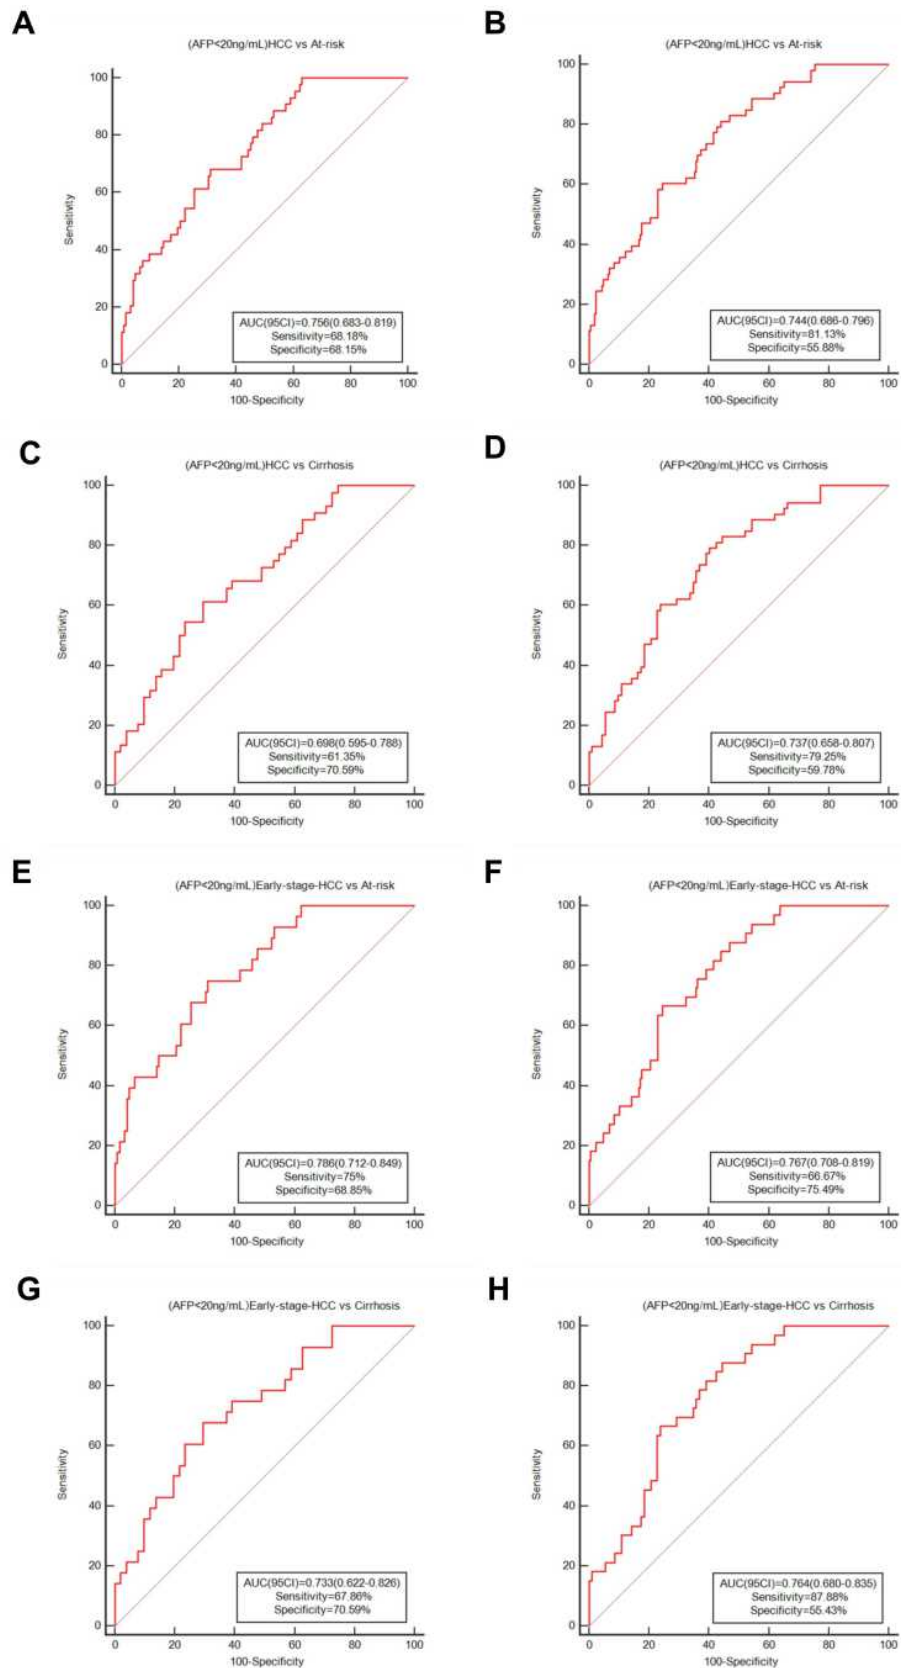 A
(AFP<20ng/mL)HCC vs At-risk
100
80
60
40
20
0
Sensitivity
AUC(95CI)=0.756(0.683-0.819)
Sensitivity=68.18%
Specificity=68.15%
0 20 40 60 80 100
100-Specificity
B
(AFP<20ng/mL)HCC vs At-risk
100
80
60
40
20
0
Sensitivity
AUC(95CI)=0.744(0.686-0.796)
Sensitivity=81.13%
Specificity=55.88%
0 20 40 60 80 100
100-Specificity
C
(AFP<20ng/mL)HCC vs Cirrhosis
100
80
60
40
20
0
Sensitivity
AUC(95CI)=0.698(0.595-0.788)
Sensitivity=61.35%
Specificity=70.59%
0 20 40 60 80 100
100-Specificity
D
(AFP<20ng/mL)HCC vs Cirrhosis
100
80
60
40
20
0
Sensitivity
AUC(95CI)=0.737(0.658-0.807)
Sensitivity=79.25%
Specificity=59.78%
0 20 40 60 80 100
100-Specificity
E
(AFP<20ng/mL)Early-stage-HCC vs At-risk
100
80
60
40
20
0
Sensitivity
AUC(95CI)=0.786(0.712-0.849)
Sensitivity=75%
Specificity=68.85%
0 20 40 60 80 100
100-Specificity
F
(AFP<20ng/mL)Early-stage-HCC vs At-risk
100
80
60
40
20
0
Sensitivity
AUC(95CI)=0.767(0.708-0.819)
Sensitivity=66.67%
Specificity=75.49%
0 20 40 60 80 100
100-Specificity
G
(AFP<20ng/mL)Early-stage-HCC vs Cirrhosis
100
80
60
40
20
0
Sensitivity
AUC(95CI)=0.733(0.622-0.826)
Sensitivity=67.86%
Specificity=70.59%
0 20 40 60 80 100
100-Specificity
H
(AFP<20ng/mL)Early-stage-HCC vs Cirrhosis
100
80
60
40
20
0
Sensitivity
AUC(95CI)=0.764(0.680-0.835)
Sensitivity=87.88%
Specificity=55.43%
0 20 40 60 80 100
100-Specificity